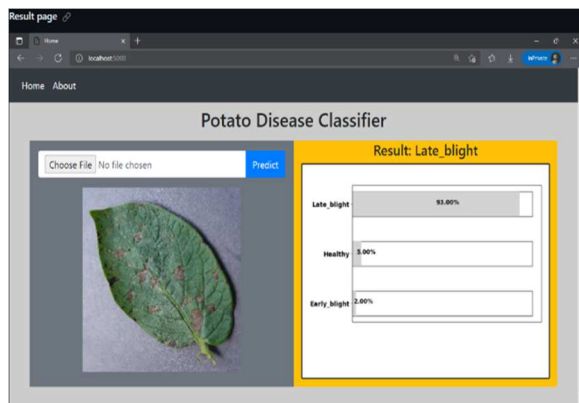 Result page
Home
localhost:5000
InPrivate
Home About
Potato Disease Classifier
Choose File No file chosen
Predict
Result: Late_blight
Late_blight 93.00%
Healthy 5.00%
Early_blight 2.00%